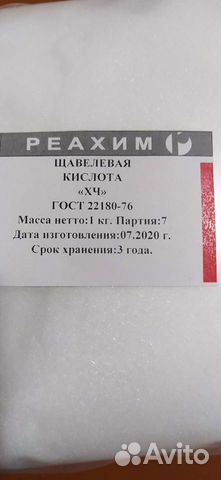 РЕАХИМ
ЩАВЕЛЕВАЯ
КИСЛОТА
«ХЧ»
ГОСТ 22180-76
Масса нетто:1 кг. Партия:7
Дата изготовления:07.2020 г.
Срок хранения:3 года.
Avito